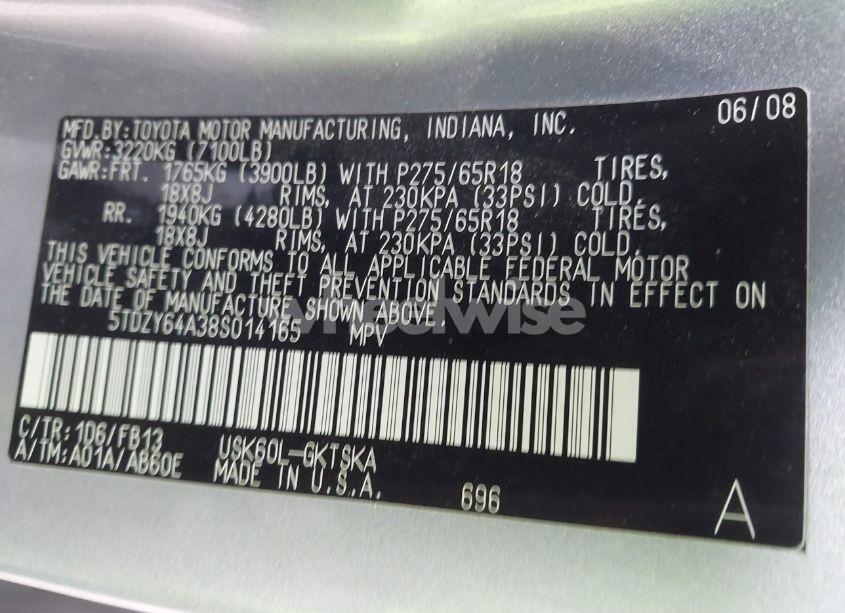 06/08
MFD.BY:TOYOTA MOTOR MANUFACTURING, INDIANA, INC.
GVWR:3220KG (7100LB)
GAWR:FRT. 1765KG (3900LB) WITH P275/65R18 TIRES,
18X8J RIMS, AT 230KPA (33PSI) COLD,
RR. 1940KG (4280LB) WITH P275/65R18 TIRES,
18X8J RIMS, AT 230KPA (33PSI) COLD.
THIS VEHICLE CONFORMS TO ALL APPLICABLE FEDERAL MOTOR
VEHICLE SAFETY AND THEFT PREVENTION STANDARDS IN EFFECT ON
THE DATE OF MANUFACTURE SHOWN ABOVE.
5TDZY64A38S014165 MPV
wheelwise
C/TR:1D6/FB13 USK60L-GKTSKA
A/TM:A01A/AB60E MADE IN U.S.A.
696
A